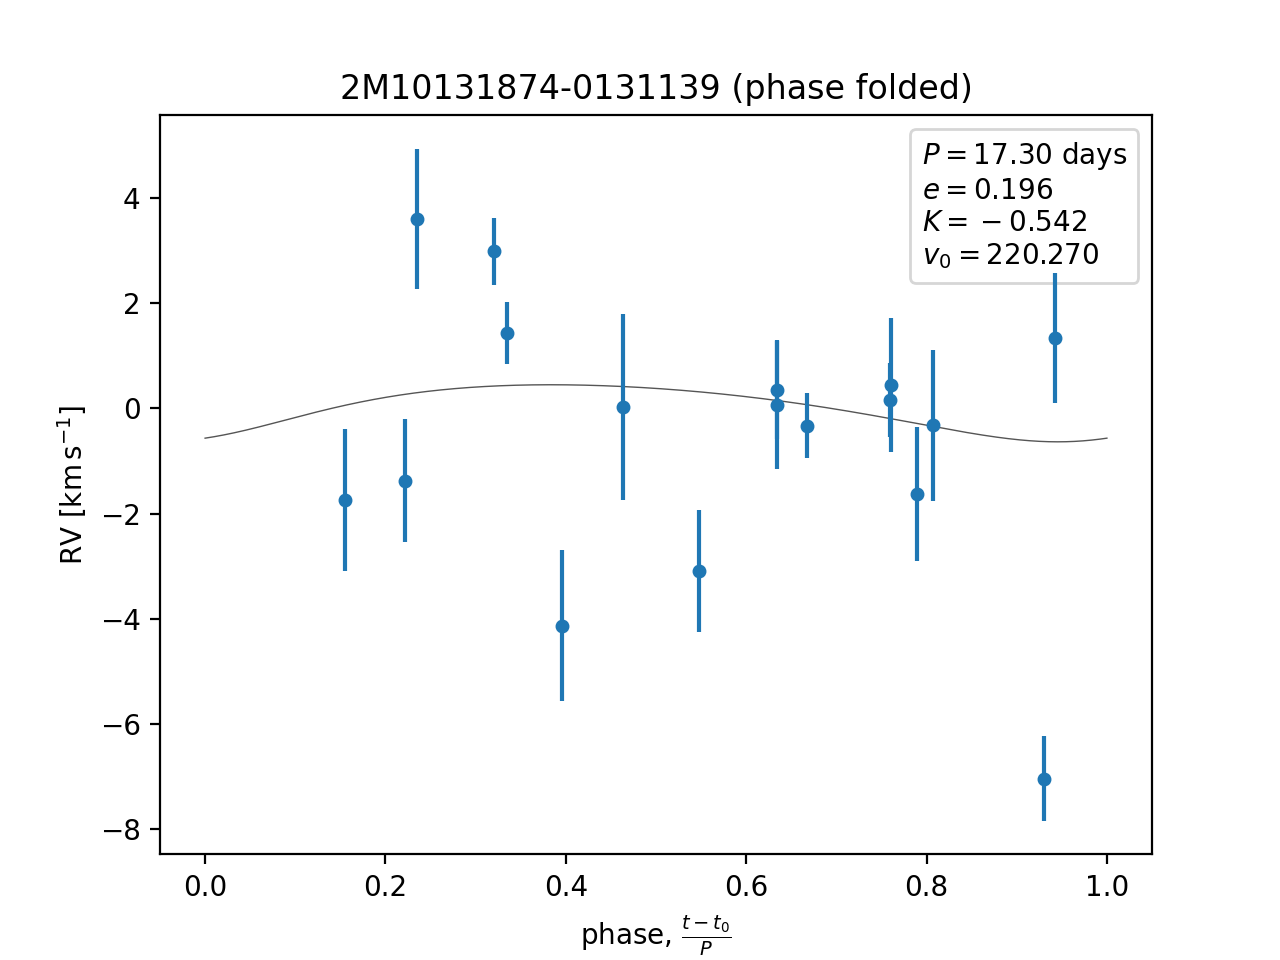 2M10131874-0131139 (phase folded)
P = 17.30 days
e = 0.196
K = −0.542
v₀ = 220.270
4
2
0
−2
−4
−6
−8
RV [km s⁻¹]
0.0 0.2 0.4 0.6 0.8 1.0
phase, (t − t₀)/P